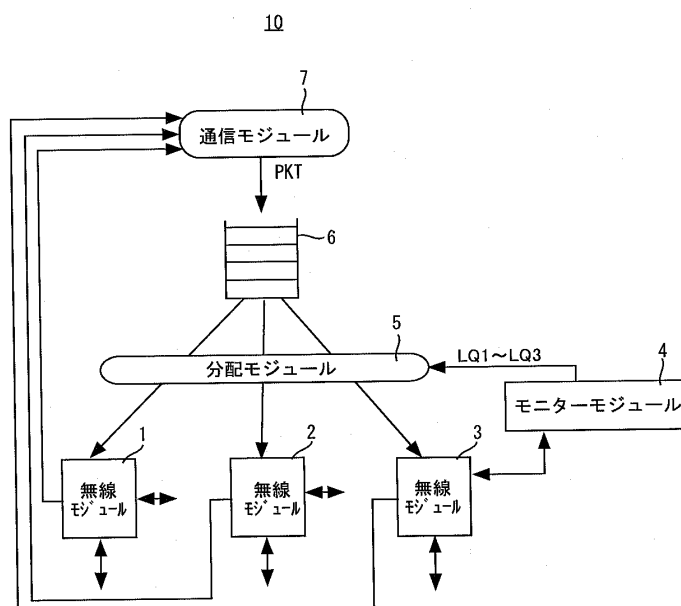 10
7
通信モジュール
PKT
6
5
分配モジュール
LQ1~LQ3
4
モニターモジュール
1
無線
モジュール
2
無線
モジュール
3
無線
モジュール